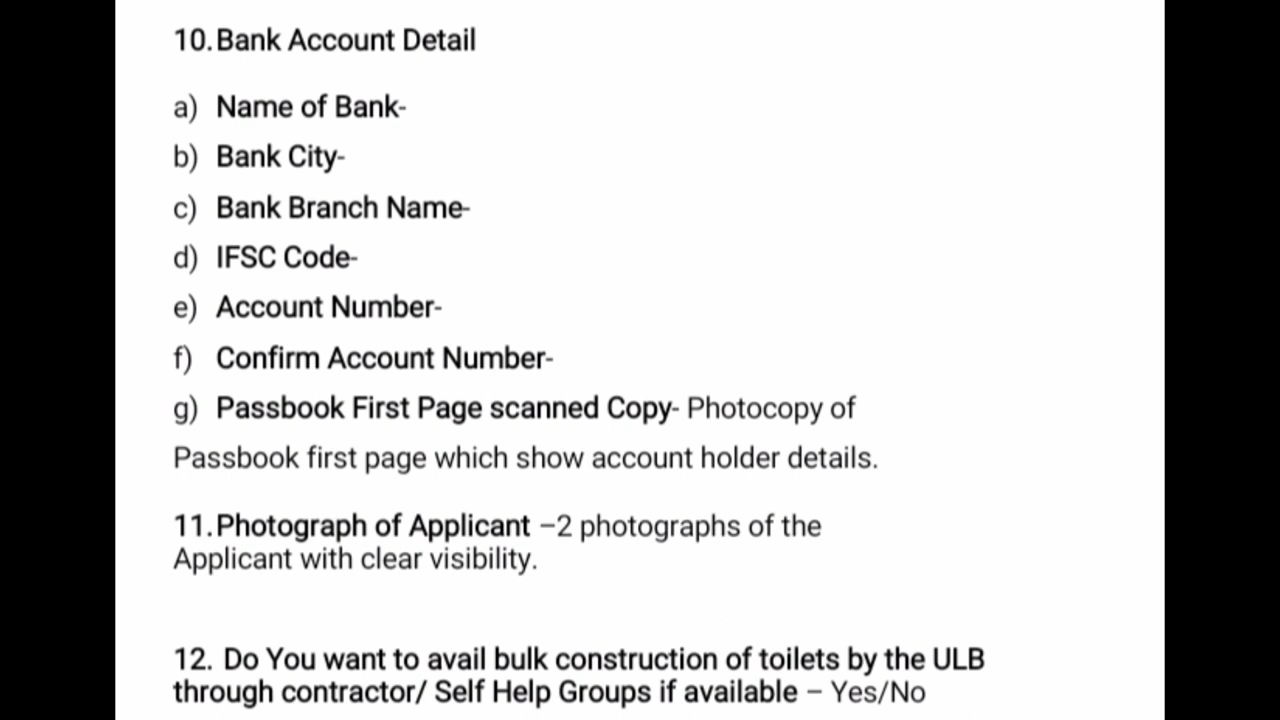 10. Bank Account Detail
a) Name of Bank-
b) Bank City-
c) Bank Branch Name-
d) IFSC Code-
e) Account Number-
f) Confirm Account Number-
g) Passbook First Page scanned Copy- Photocopy of
Passbook first page which show account holder details.
11. Photograph of Applicant –2 photographs of the
Applicant with clear visibility.
12. Do You want to avail bulk construction of toilets by the ULB
through contractor/ Self Help Groups if available – Yes/No